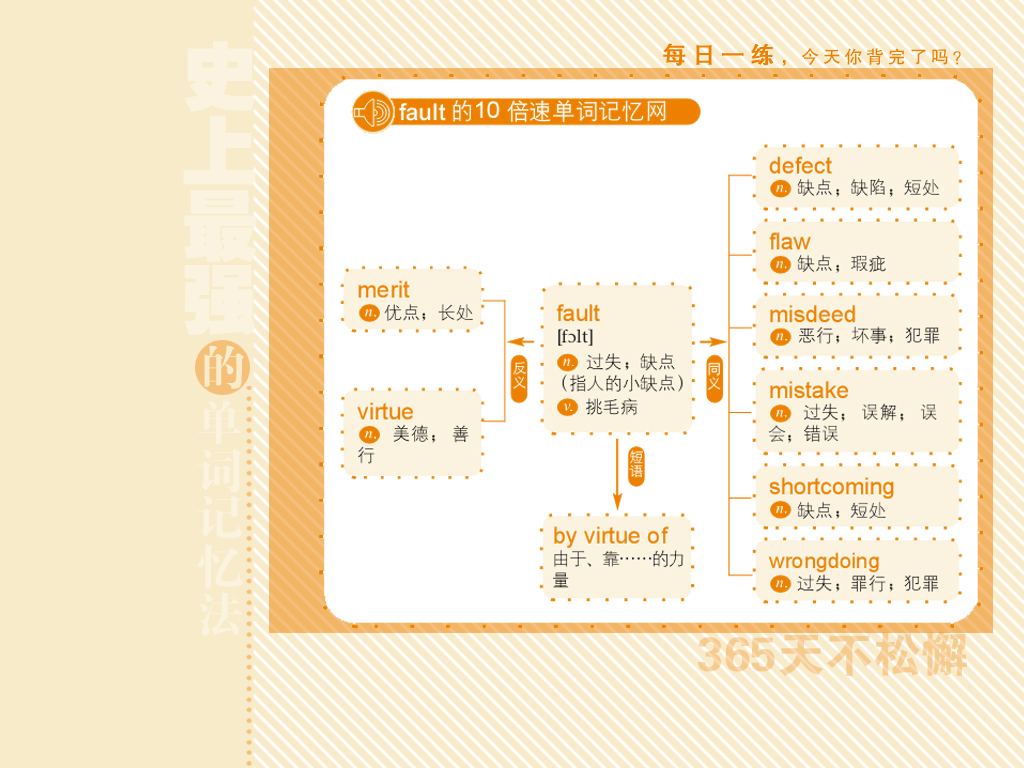 每日一练，今天你背完了吗？
史上最强的单词记忆法
fault 的10 倍速单词记忆网
merit
n. 优点；长处
virtue
n. 美德；善
行
反义
fault
[fɔlt]
n. 过失；缺点
（指人的小缺点）
v. 挑毛病
同义
短语
by virtue of
由于、靠……的力
量
defect
n. 缺点；缺陷；短处
flaw
n. 缺点；瑕疵
misdeed
n. 恶行；坏事；犯罪
mistake
n. 过失；误解；误
会；错误
shortcoming
n. 缺点；短处
wrongdoing
n. 过失；罪行；犯罪
365天不松懈